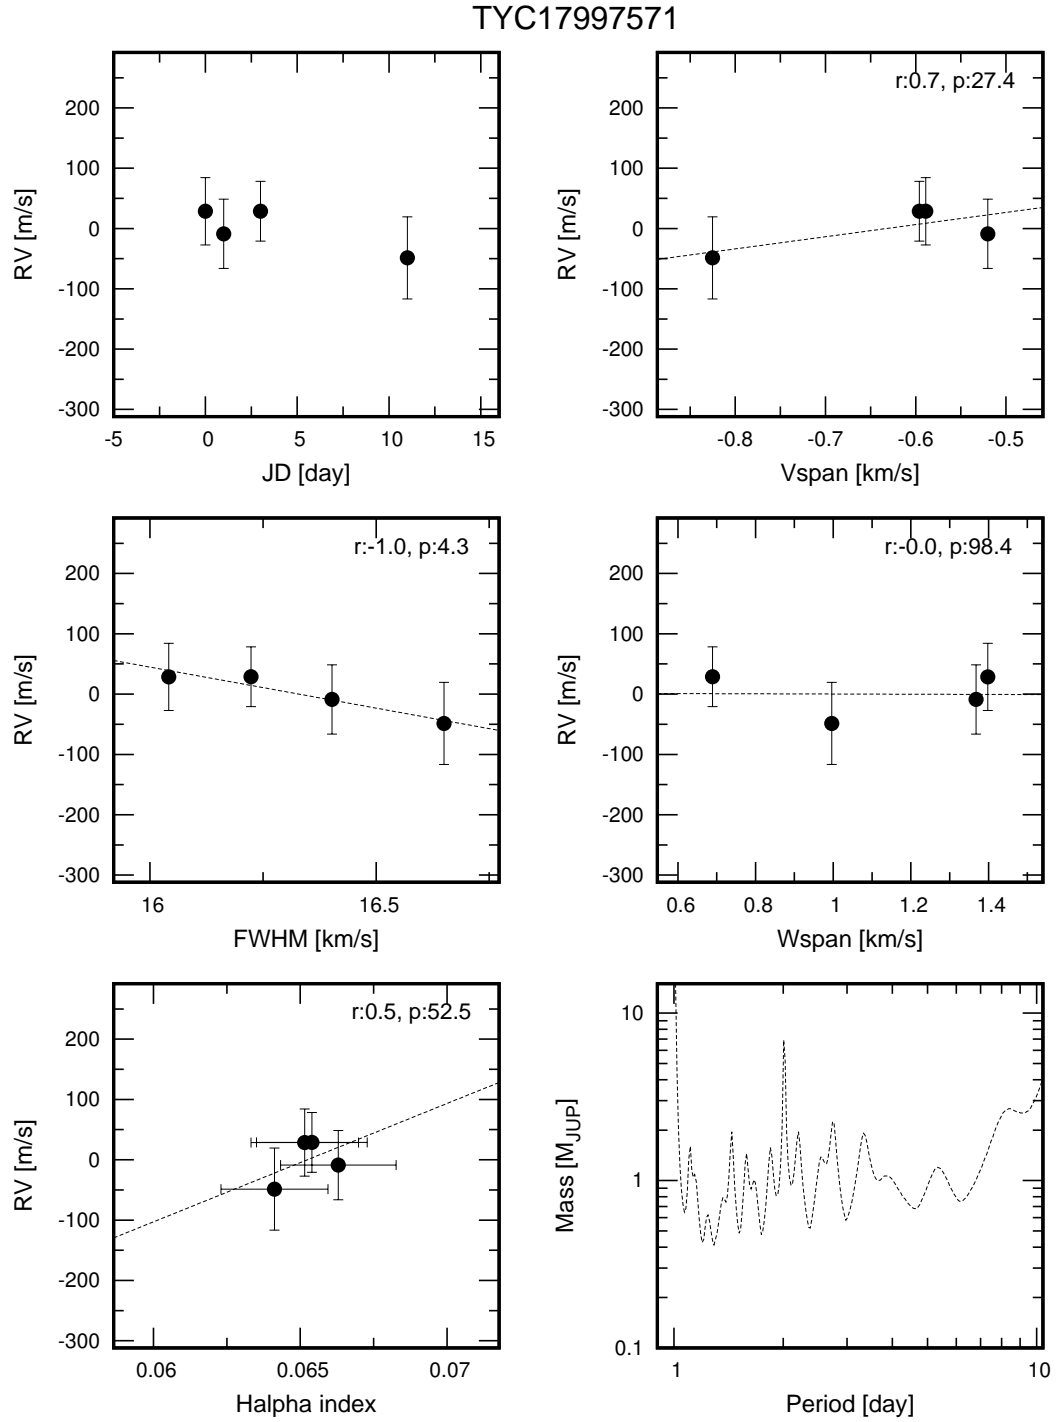 TYC17997571
200
100
0
-100
-200
-300
RV [m/s]
-5 0 5 10 15
JD [day]
r:0.7, p:27.4
200
100
0
-100
-200
-300
RV [m/s]
-0.8 -0.7 -0.6 -0.5
Vspan [km/s]
r:-1.0, p:4.3
200
100
0
-100
-200
-300
RV [m/s]
16 16.5
FWHM [km/s]
r:-0.0, p:98.4
200
100
0
-100
-200
-300
RV [m/s]
0.6 0.8 1 1.2 1.4
Wspan [km/s]
r:0.5, p:52.5
200
100
0
-100
-200
-300
RV [m/s]
0.06 0.065 0.07
Halpha index
10
1
0.1
Mass [M_JUP]
1 10
Period [day]